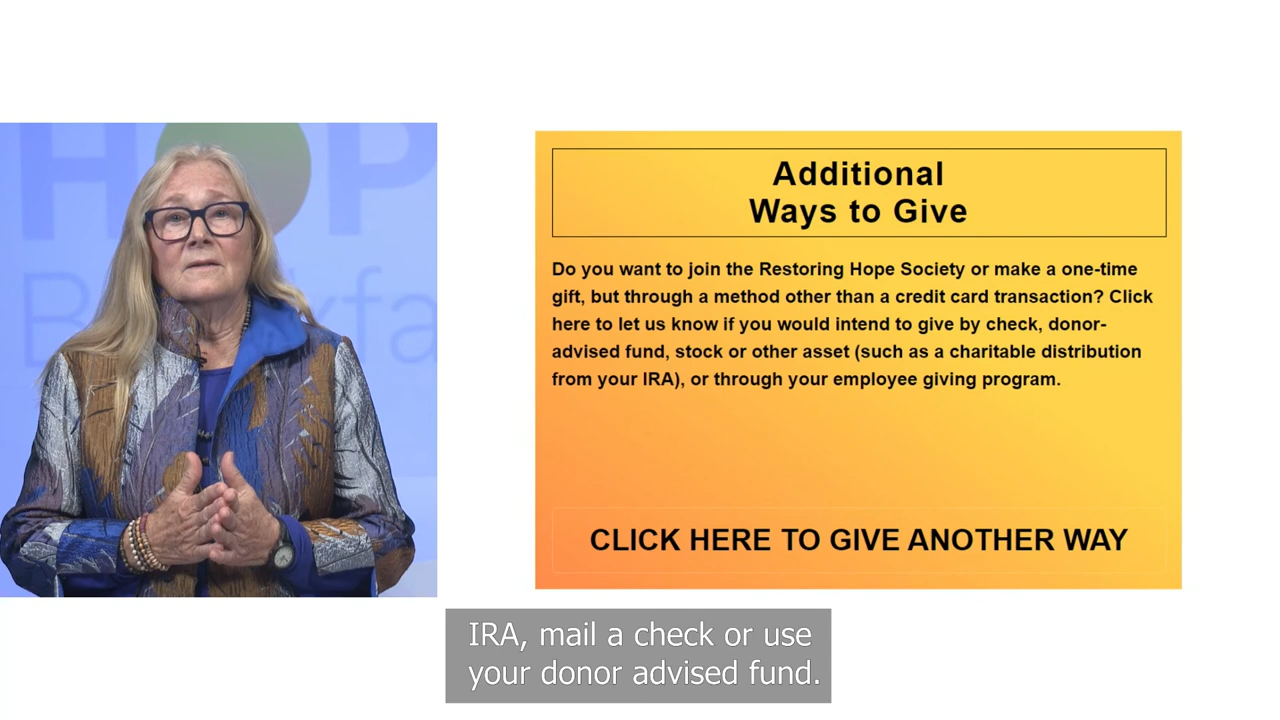 HOP
B kfa
Additional
Ways to Give
Do you want to join the Restoring Hope Society or make a one-time
gift, but through a method other than a credit card transaction? Click
here to let us know if you would intend to give by check, donor-
advised fund, stock or other asset (such as a charitable distribution
from your IRA), or through your employee giving program.
CLICK HERE TO GIVE ANOTHER WAY
IRA, mail a check or use
your donor advised fund.